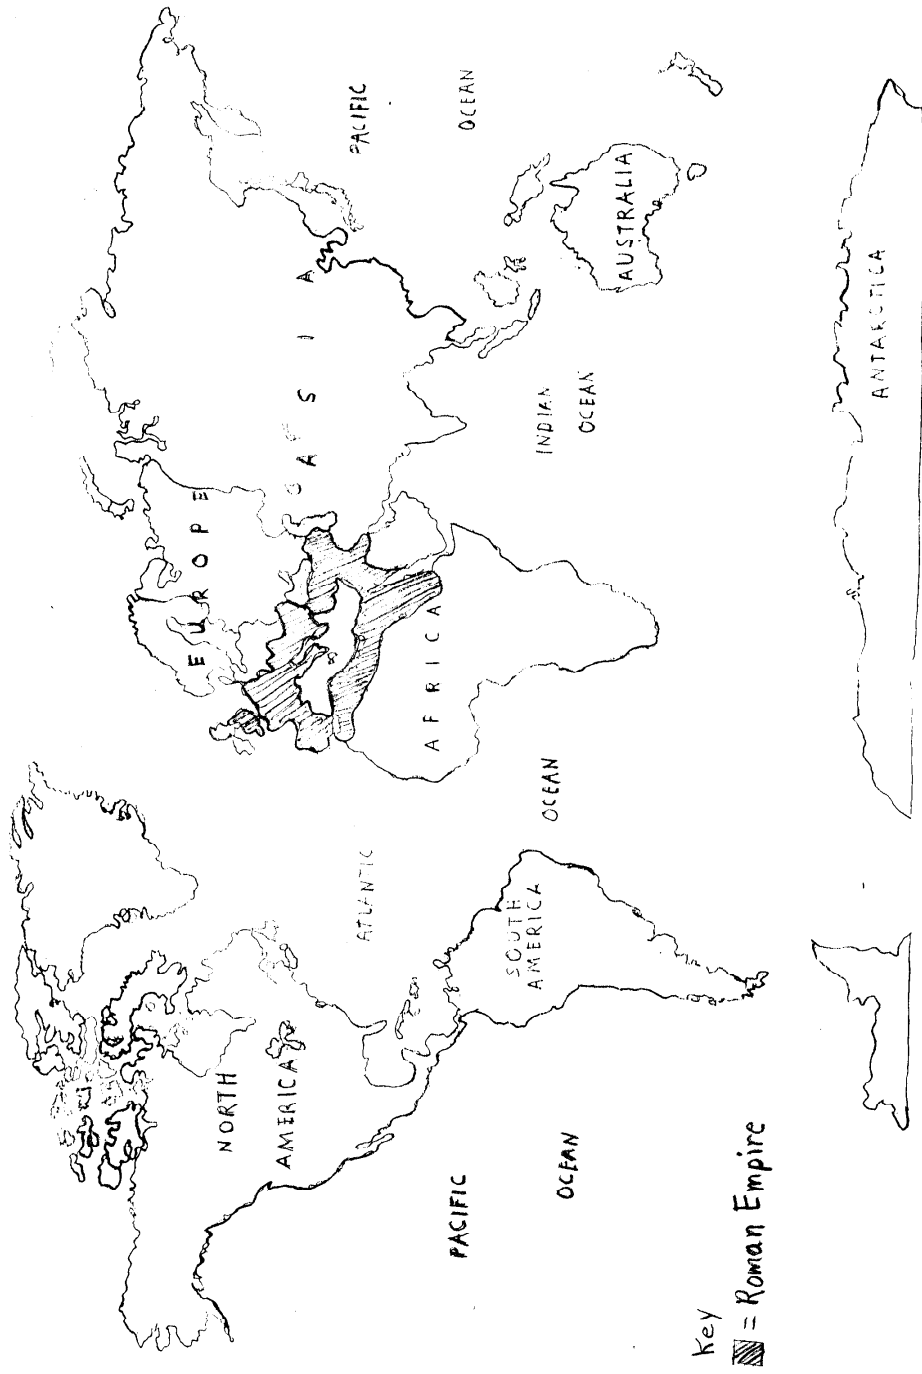 EUROPE
ASIA
NORTH
AMERICA
ATLANTIC
OCEAN
PACIFIC
OCEAN
AFRICA
PACIFIC
OCEAN
INDIAN
OCEAN
SOUTH
AMERICA
AUSTRALIA
ANTARCTICA
Key
= Roman Empire